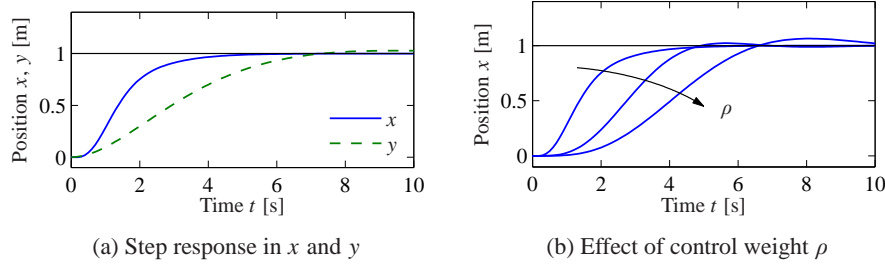 Position x, y [m]
1
0.5
0
0 2 4 6 8 10
Time t [s]
x
y
(a) Step response in x and y
Position x [m]
1
0.5
0
0 2 4 6 8 10
Time t [s]
ρ
(b) Effect of control weight ρ